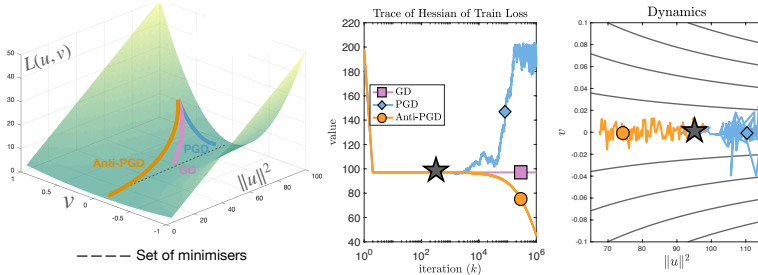 L(u, v)
50
40
30
20
10
0
Anti-PGD
PGD
GD
1
0.5
0
-0.5
-1
v
0
20
40
60
80
100
||u||²
Set of minimisers
Trace of Hessian of Train Loss
200
180
160
140
120
100
80
60
40
value
GD
PGD
Anti-PGD
10⁰
10²
10⁴
10⁶
iteration (k)
Dynamics
0.1
0.08
0.06
0.04
0.02
0
-0.02
-0.04
-0.06
-0.08
-0.1
v
70
80
90
100
110
||u||²